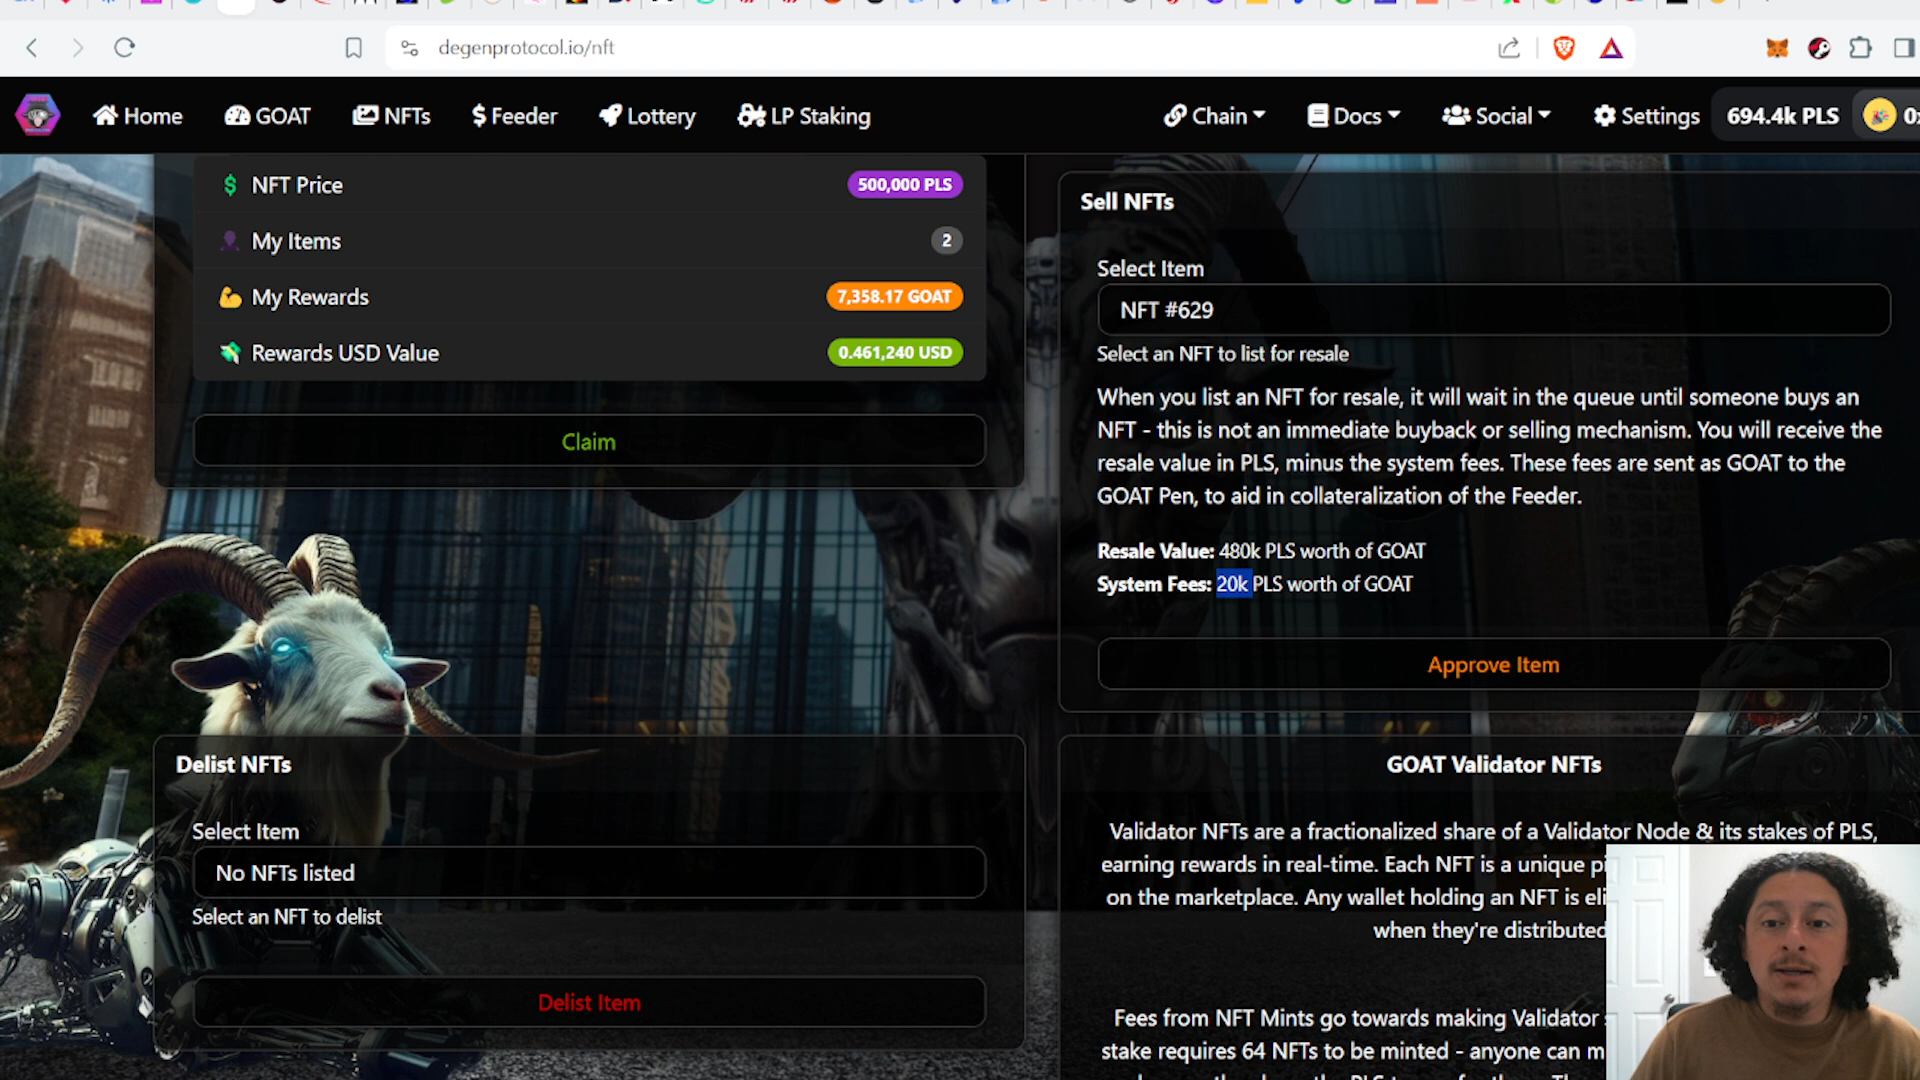 degenprotocol.io/nft
Home
GOAT
NFTs
Feeder
Lottery
LP Staking
Chain
Docs
Social
Settings
694.4k PLS
NFT Price
500,000 PLS
My Items
2
My Rewards
7,358.17 GOAT
Rewards USD Value
0.461,240 USD
Claim
Sell NFTs
Select Item
NFT #629
Select an NFT to list for resale
When you list an NFT for resale, it will wait in the queue until someone buys an
NFT - this is not an immediate buyback or selling mechanism. You will receive the
resale value in PLS, minus the system fees. These fees are sent as GOAT to the
GOAT Pen, to aid in collateralization of the Feeder.
Resale Value: 480k PLS worth of GOAT
System Fees: 20k PLS worth of GOAT
Approve Item
Delist NFTs
Select Item
No NFTs listed
Select an NFT to delist
Delist Item
GOAT Validator NFTs
Validator NFTs are a fractionalized share of a Validator Node & its stakes of PLS,
earning rewards in real-time. Each NFT is a unique
on the marketplace. Any wallet holding an NFT is
when they're distributed
Fees from NFT Mints go towards making Validator
stake requires 64 NFTs to be minted - anyone can